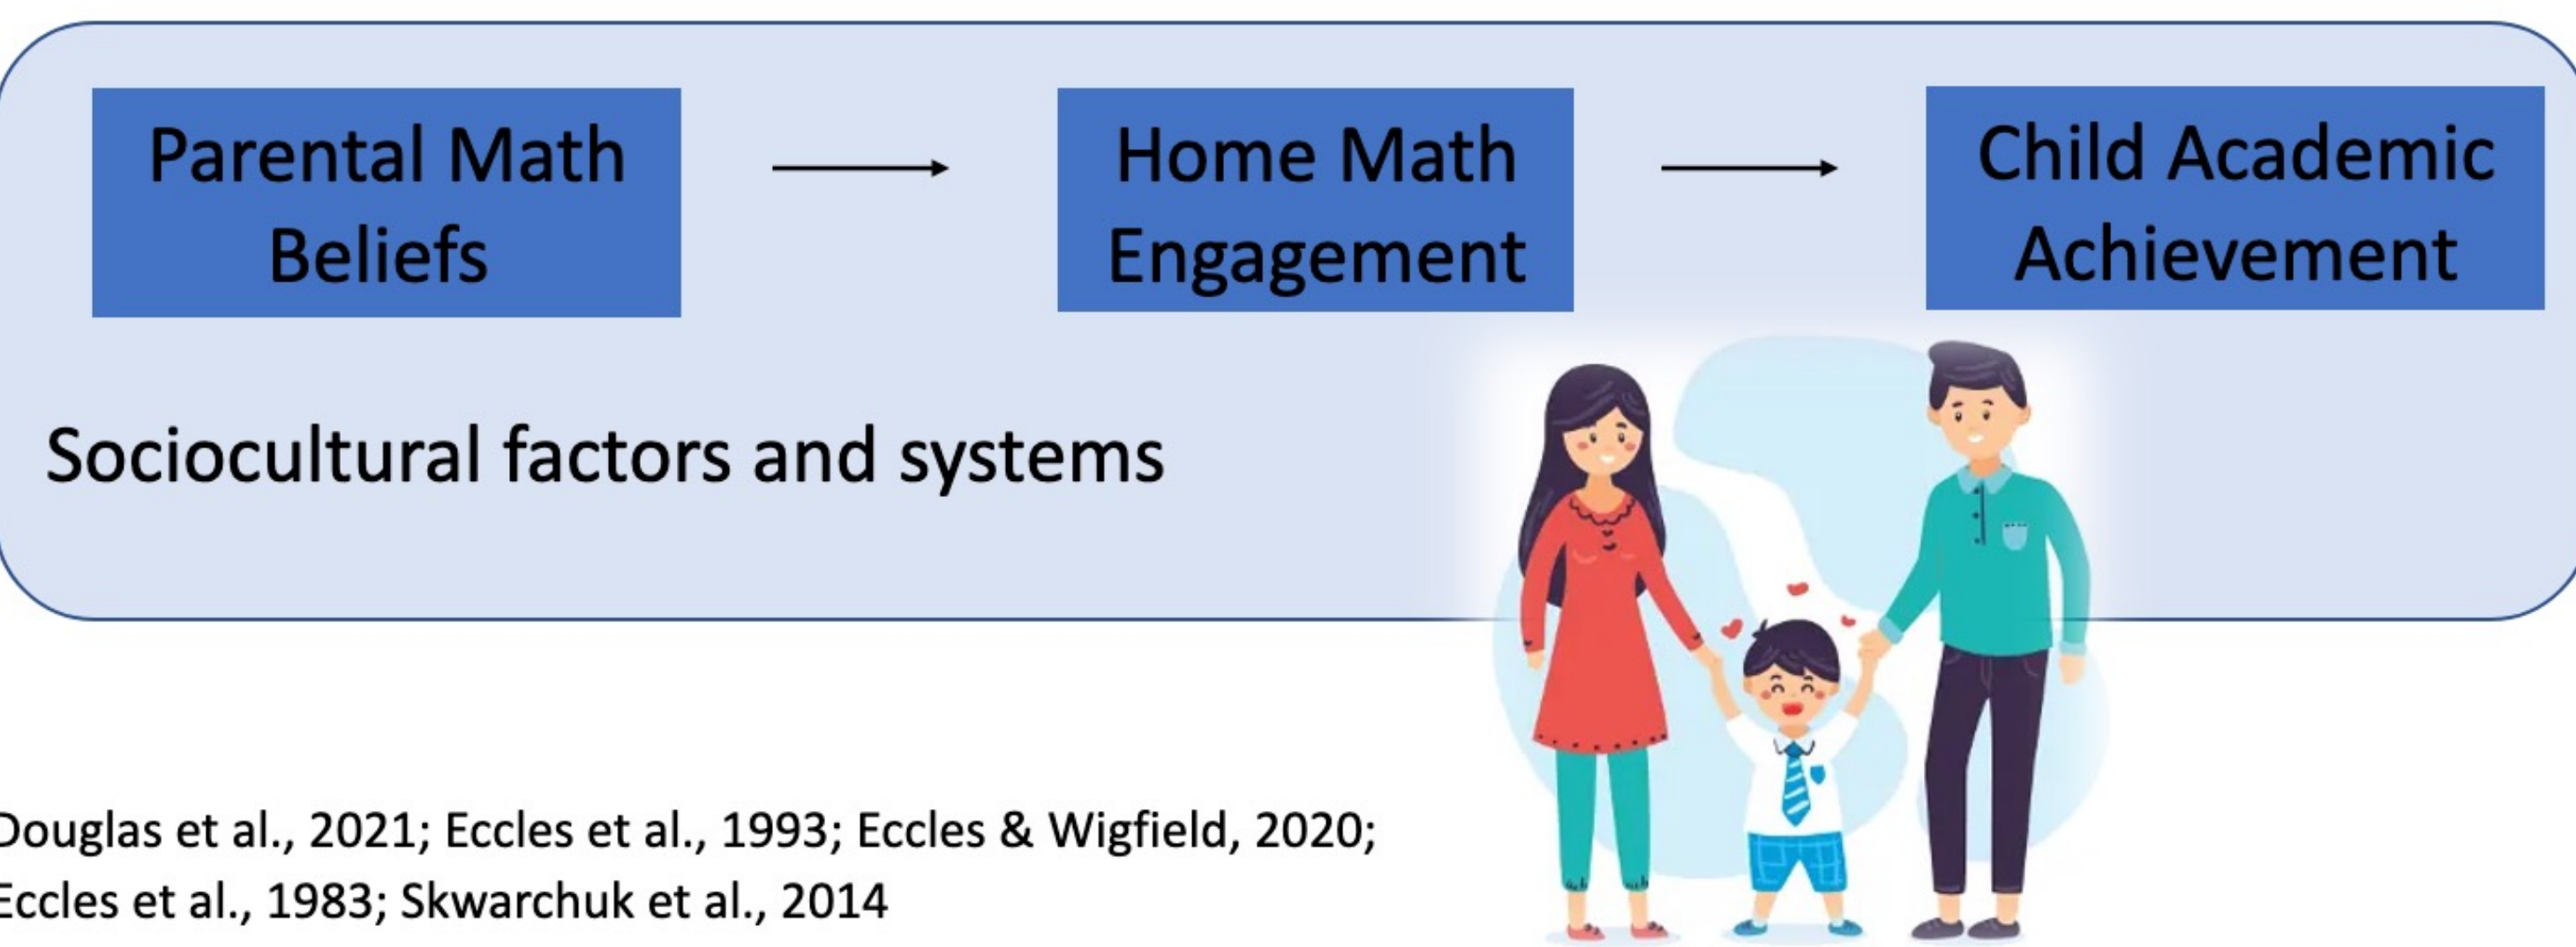 Parental Math
Beliefs
Home Math
Engagement
Child Academic
Achievement
Sociocultural factors and systems
Douglas et al., 2021; Eccles et al., 1993; Eccles & Wigfield, 2020;
Eccles et al., 1983; Skwarchuk et al., 2014